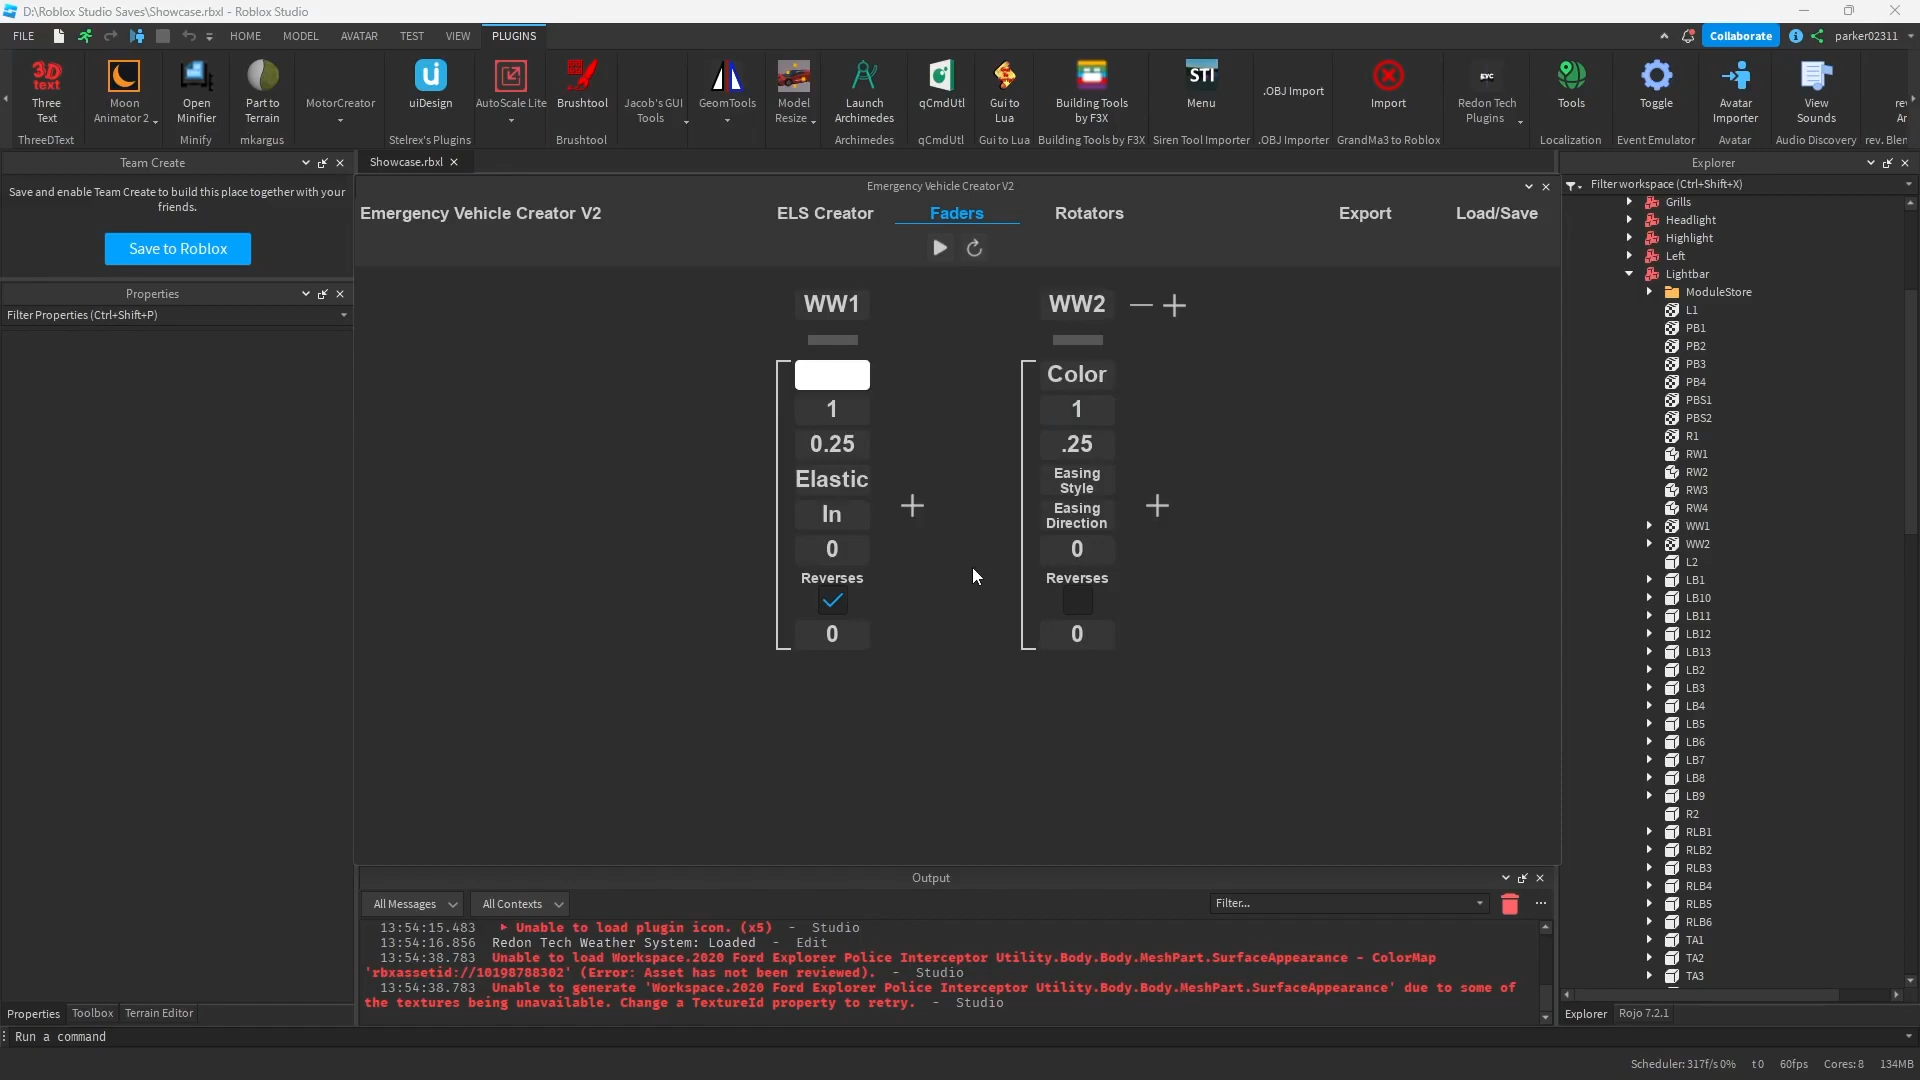 D:\Roblox Studio Saves\Showcase.rbxl - Roblox Studio
FILE HOME MODEL AVATAR TEST VIEW PLUGINS Collaborate parker02311
3D text
Three Text
ThreeDText
Moon Animator 2
Open Minifier
Minify
Part to Terrain
mkargus
MotorCreator
uiDesign
Stelrex's Plugins
AutoScale Lite
Brushtool
Brushtool
Jacob's GUI Tools
GeomTools
Model Resize
Launch Archimedes
Archimedes
qCmdUtl
qCmdUtl
Gui to Lua
Gui to Lua
Building Tools by F3X
Building Tools by F3X
STI
Menu
Siren Tool Importer
.OBJ Import
.OBJ Importer
Import
GrandMa3 to Roblox
EVC
Redon Tech Plugins
Tools
Localization
Toggle
Event Emulator
Avatar Importer
Avatar
View Sounds
Audio Discovery
rev. Blen
Team Create
Save and enable Team Create to build this place together with your
friends.
Save to Roblox
Properties
Filter Properties (Ctrl+Shift+P)
Showcase.rbxl
Emergency Vehicle Creator V2
Emergency Vehicle Creator V2 ELS Creator Faders Rotators Export Load/Save
WW1
1
0.25
Elastic
In
0
Reverses
0
WW2
Color
1
.25
Easing
Style
Easing
Direction
0
Reverses
0
Output
All Messages All Contexts Filter...
13:54:15.483 Unable to load plugin icon. (x5) - Studio
13:54:16.856 Redon Tech Weather System: Loaded - Edit
13:54:38.783 Unable to load Workspace.2020 Ford Explorer Police Interceptor Utility.Body.Body.MeshPart.SurfaceAppearance - ColorMap
'rbxassetid://10198788302' (Error: Asset has not been reviewed). - Studio
13:54:38.783 Unable to generate 'Workspace.2020 Ford Explorer Police Interceptor Utility.Body.Body.MeshPart.SurfaceAppearance' due to some of
the textures being unavailable. Change a TextureId property to retry. - Studio
Explorer
Filter workspace (Ctrl+Shift+X)
Grills
Headlight
Highlight
Left
Lightbar
ModuleStore
L1
PB1
PB2
PB3
PB4
PBS1
PBS2
R1
RW1
RW2
RW3
RW4
WW1
WW2
L2
LB1
LB10
LB11
LB12
LB13
LB2
LB3
LB4
LB5
LB6
LB7
LB8
LB9
R2
RLB1
RLB2
RLB3
RLB4
RLB5
RLB6
TA1
TA2
TA3
Properties Toolbox Terrain Editor
Explorer Rojo 7.2.1
Run a command
Scheduler: 317f/s 0% t0 60fps Cores: 8 134MB